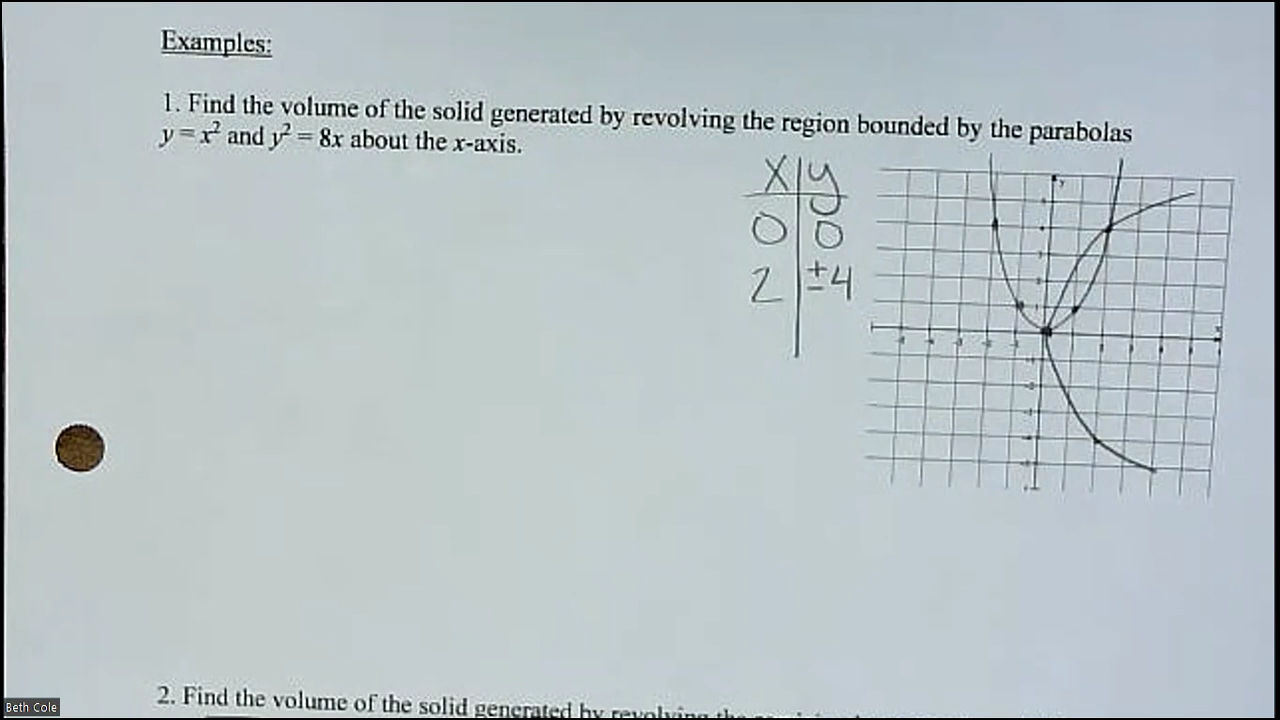 Examples:
1. Find the volume of the solid generated by revolving the region bounded by the parabolas
y = x² and y² = 8x about the x-axis.
x | y
0 | 0
2 | ±4
2. Find the volume of the solid generated by revolving the
Beth Cole